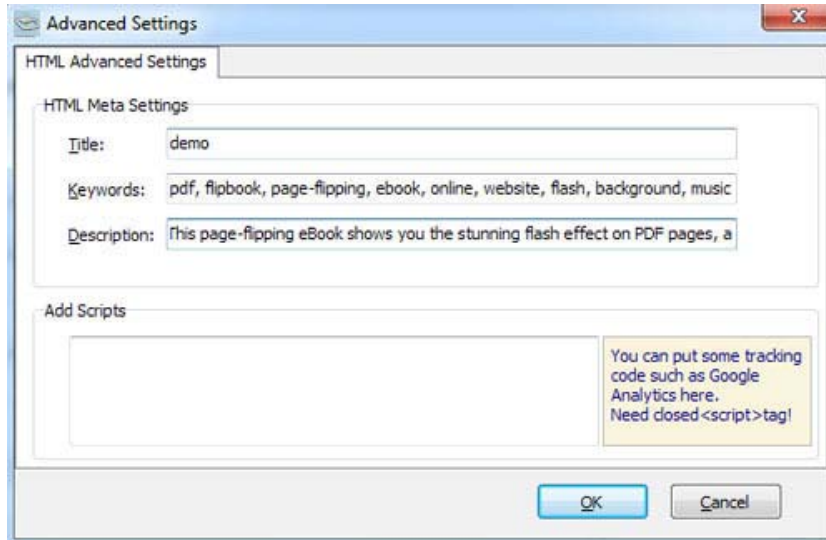 Advanced Settings
HTML Advanced Settings
HTML Meta Settings
Title: demo
Keywords: pdf, flipbook, page-flipping, ebook, online, website, flash, background, music
Description: This page-flipping eBook shows you the stunning flash effect on PDF pages, a
Add Scripts
You can put some tracking
code such as Google
Analytics here.
Need closed<script>tag!
OK Cancel